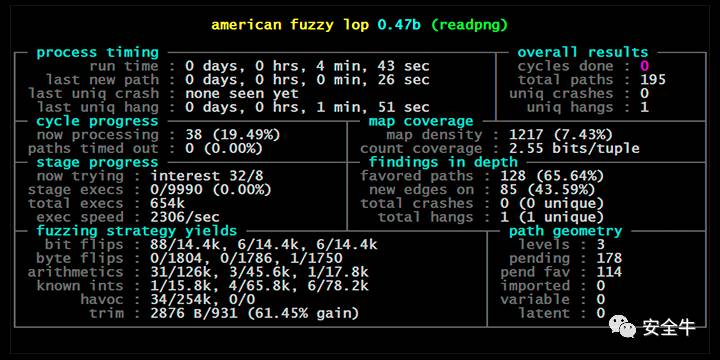 american fuzzy lop 0.47b (readpng)
process timing
run time : 0 days, 0 hrs, 4 min, 43 sec
last new path : 0 days, 0 hrs, 0 min, 26 sec
last uniq crash : none seen yet
last uniq hang : 0 days, 0 hrs, 1 min, 51 sec
overall results
cycles done : 0
total paths : 195
uniq crashes : 0
uniq hangs : 1
cycle progress
now processing : 38 (19.49%)
paths timed out : 0 (0.00%)
map coverage
map density : 1217 (7.43%)
count coverage : 2.55 bits/tuple
stage progress
now trying : interest 32/8
stage execs : 0/9990 (0.00%)
total execs : 654k
exec speed : 2306/sec
findings in depth
favored paths : 128 (65.64%)
new edges on : 85 (43.59%)
total crashes : 0 (0 unique)
total hangs : 1 (1 unique)
fuzzing strategy yields
bit flips : 88/14.4k, 6/14.4k, 6/14.4k
byte flips : 0/1804, 0/1786, 1/1750
arithmetics : 31/126k, 3/45.6k, 1/17.8k
known ints : 1/15.8k, 4/65.8k, 6/78.2k
havoc : 34/254k, 0/0
trim : 2876 B/931 (61.45% gain)
path geometry
levels : 3
pending : 178
pend fav : 114
imported : 0
variable : 0
latent : 0
安全牛